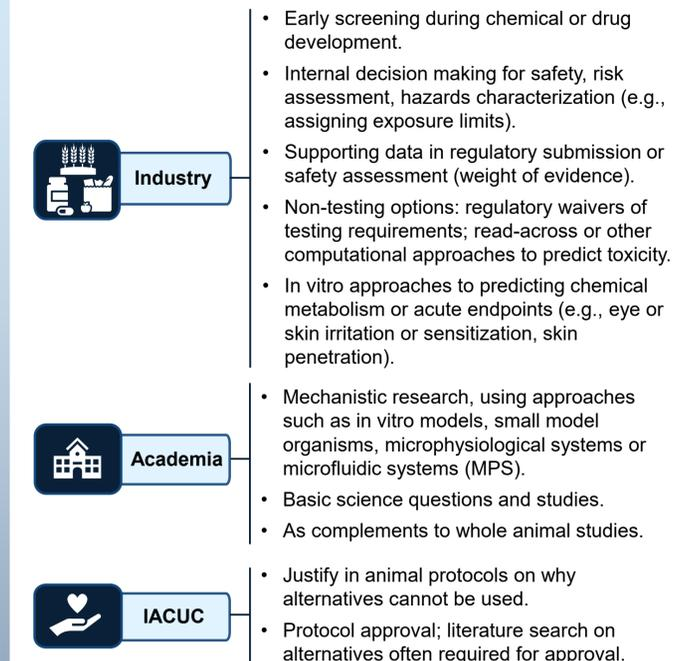 Industry
• Early screening during chemical or drug
development.
• Internal decision making for safety, risk
assessment, hazards characterization (e.g.,
assigning exposure limits).
• Supporting data in regulatory submission or
safety assessment (weight of evidence).
• Non-testing options: regulatory waivers of
testing requirements; read-across or other
computational approaches to predict toxicity.
• In vitro approaches to predicting chemical
metabolism or acute endpoints (e.g., eye or
skin irritation or sensitization, skin
penetration).
Academia
• Mechanistic research, using approaches
such as in vitro models, small model
organisms, microphysiological systems or
microfluidic systems (MPS).
• Basic science questions and studies.
• As complements to whole animal studies.
IACUC
• Justify in animal protocols on why
alternatives cannot be used.
• Protocol approval; literature search on
alternatives often required for approval.